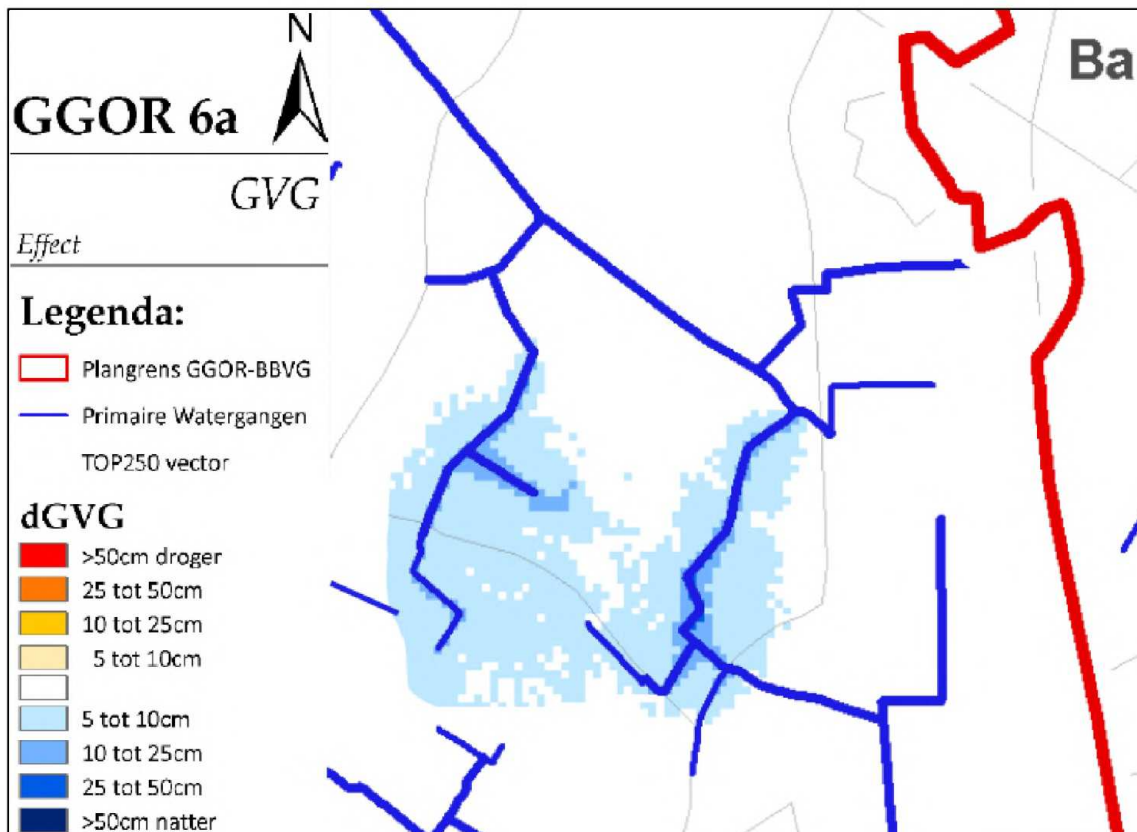 N
GGOR 6a
GVG
Effect
Legenda:
Plangrens GGOR-BBVG
Primaire Watergangen
TOP250 vector
dGVG
>50cm droger
25 tot 50cm
10 tot 25cm
5 tot 10cm
5 tot 10cm
10 tot 25cm
25 tot 50cm
>50cm natter
Ba